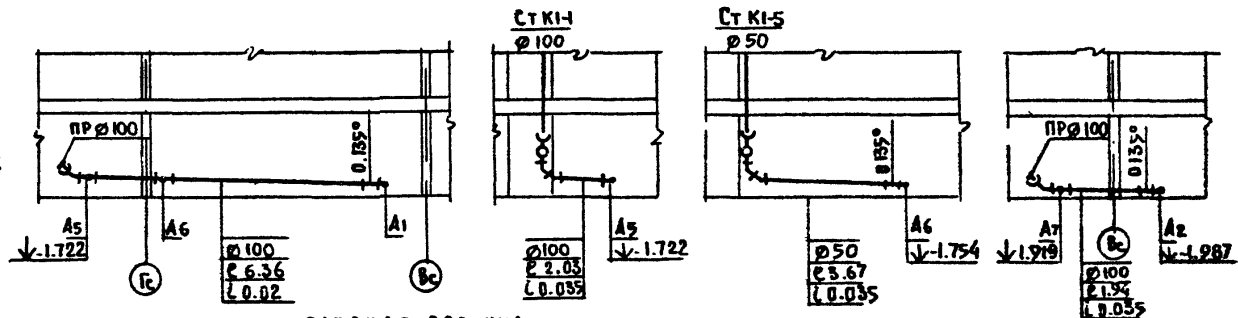 Ст К1-1
Ø100
Ст К1-5
Ø50
ПР Ø100
0.135°
0.135°
ПР Ø100
0.135°
А5
-1.722
А6
А1
Гс
Ø100
ℓ 6.36
i 0.02
Вс
Ø100
ℓ 2.03
i 0.035
А5
-1.722
Ø50
ℓ 3.67
i 0.035
А6
-1.754
А7
1.919
Вс
Ø100
ℓ 1.94
i 0.035
А2
-1.987